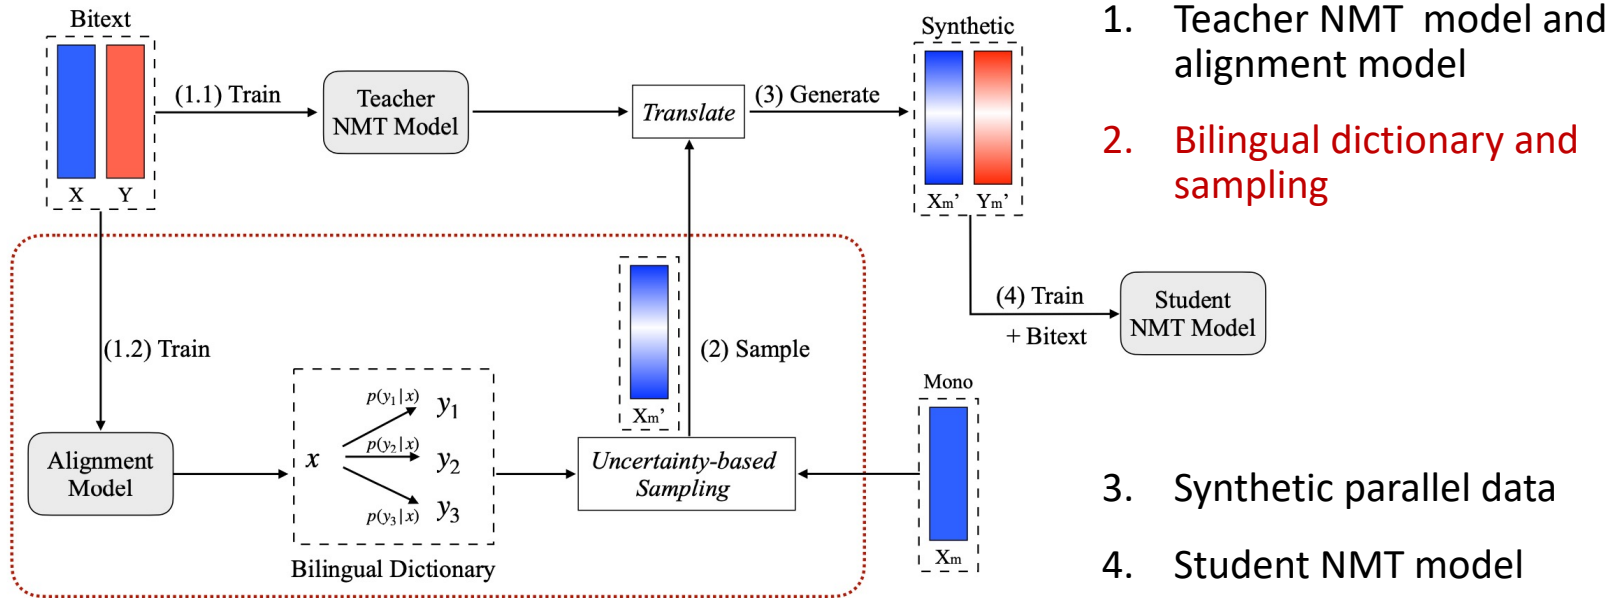 Bitext
X Y
(1.1) Train
Teacher
NMT Model
Translate
(3) Generate
Synthetic
Xm’ Ym’
(4) Train
+ Bitext
Student
NMT Model
(1.2) Train
Alignment
Model
x
p(y1|x) y1
p(y2|x) y2
p(y3|x) y3
Bilingual Dictionary
Xm’
(2) Sample
Uncertainty-based
Sampling
Mono
Xm
1. Teacher NMT model and
alignment model
2. Bilingual dictionary and
sampling
3. Synthetic parallel data
4. Student NMT model